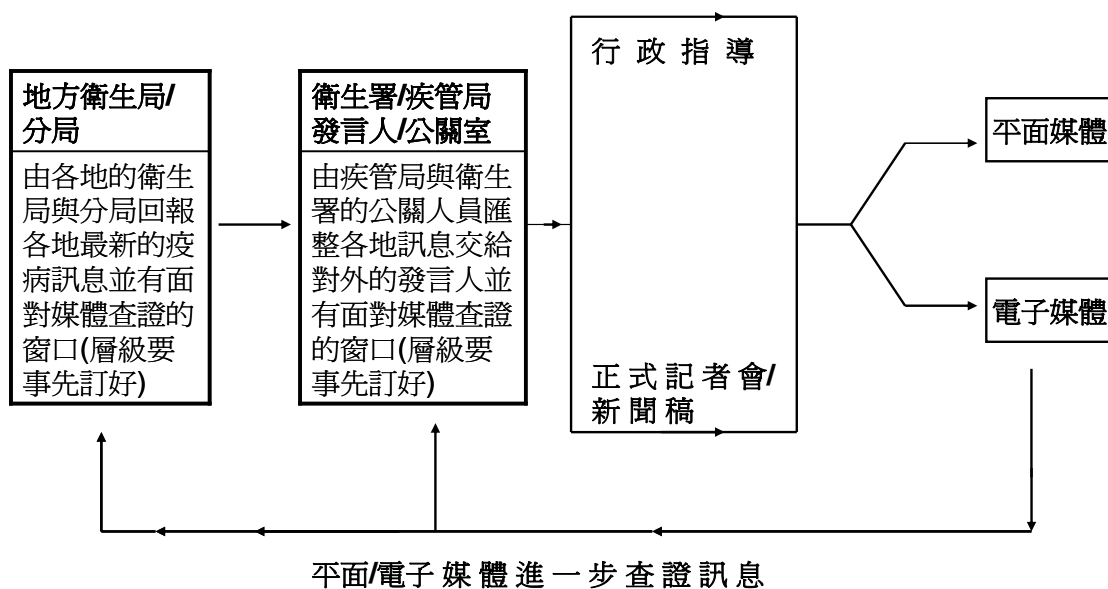 地方衛生局/
分局
由各地的衛生
局與分局回報
各地最新的疫
病訊息並有面
對媒體查證的
窗口(層級要
事先訂好)
衛生署/疾管局
發言人/公關室
由疾管局與衛生
署的公關人員匯
整各地訊息交給
對外的發言人並
有面對媒體查證
的窗口(層級要
事先訂好)
行政指導
正式記者會/
新聞稿
平面媒體
電子媒體
平面/電子媒體進一步查證訊息